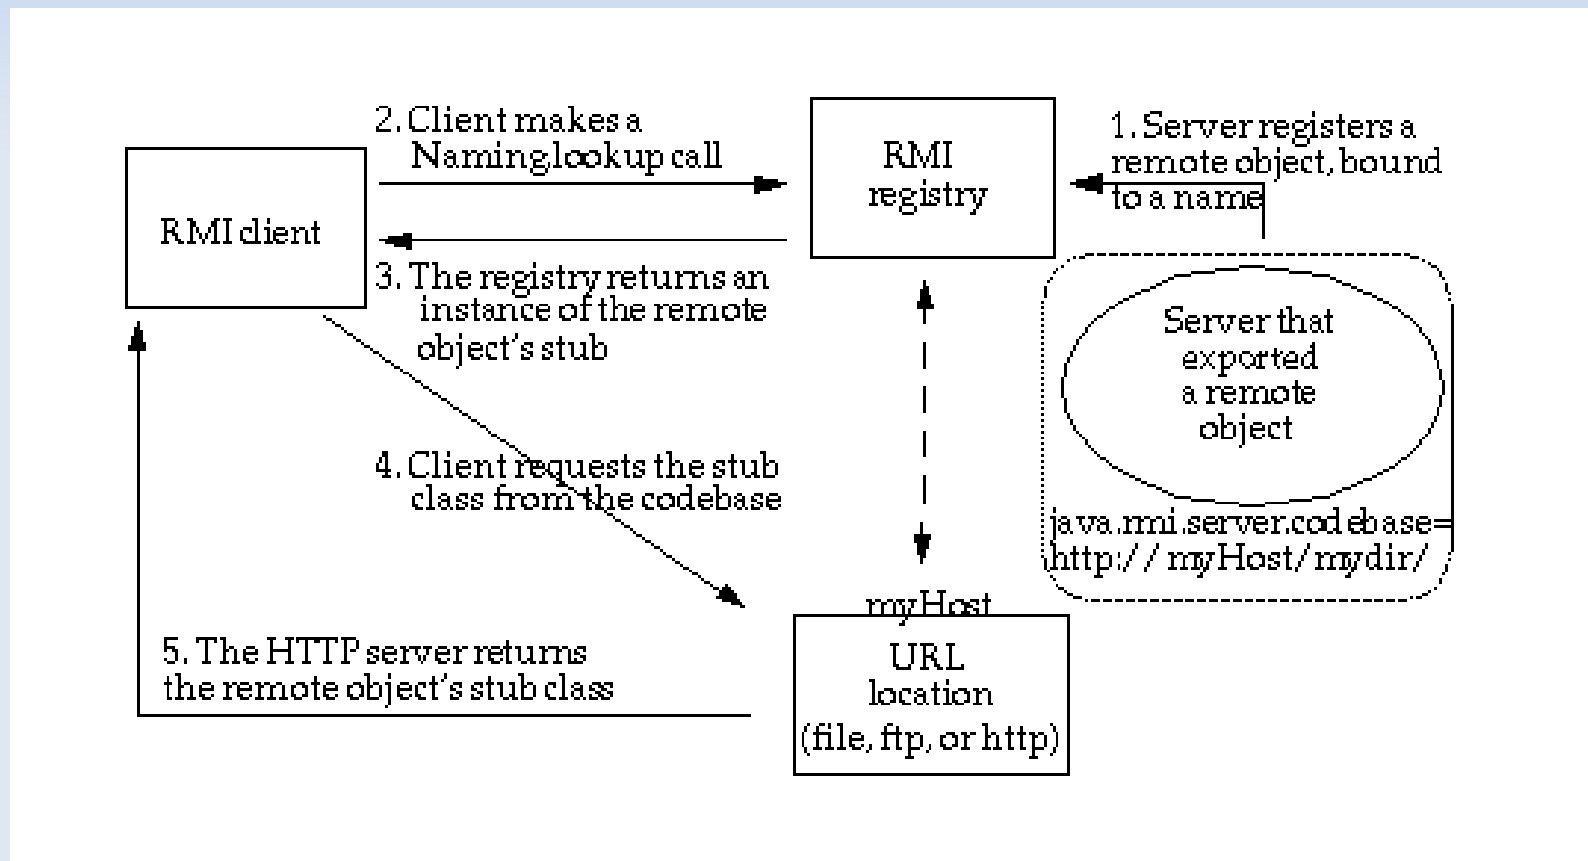 2. Client makes a
Naming.lookup call
RMI
registry
1. Server registers a
remote object, bound
to a name
RMI client
3. The registry returns an
instance of the remote
object's stub
Server that
exported
a remote
object
4. Client requests the stub
class from the codebase
java.rmi.server.codebase=
http://myHost/mydir/
myHost
URL
location
(file, ftp, or http)
5. The HTTP server returns
the remote object's stub class